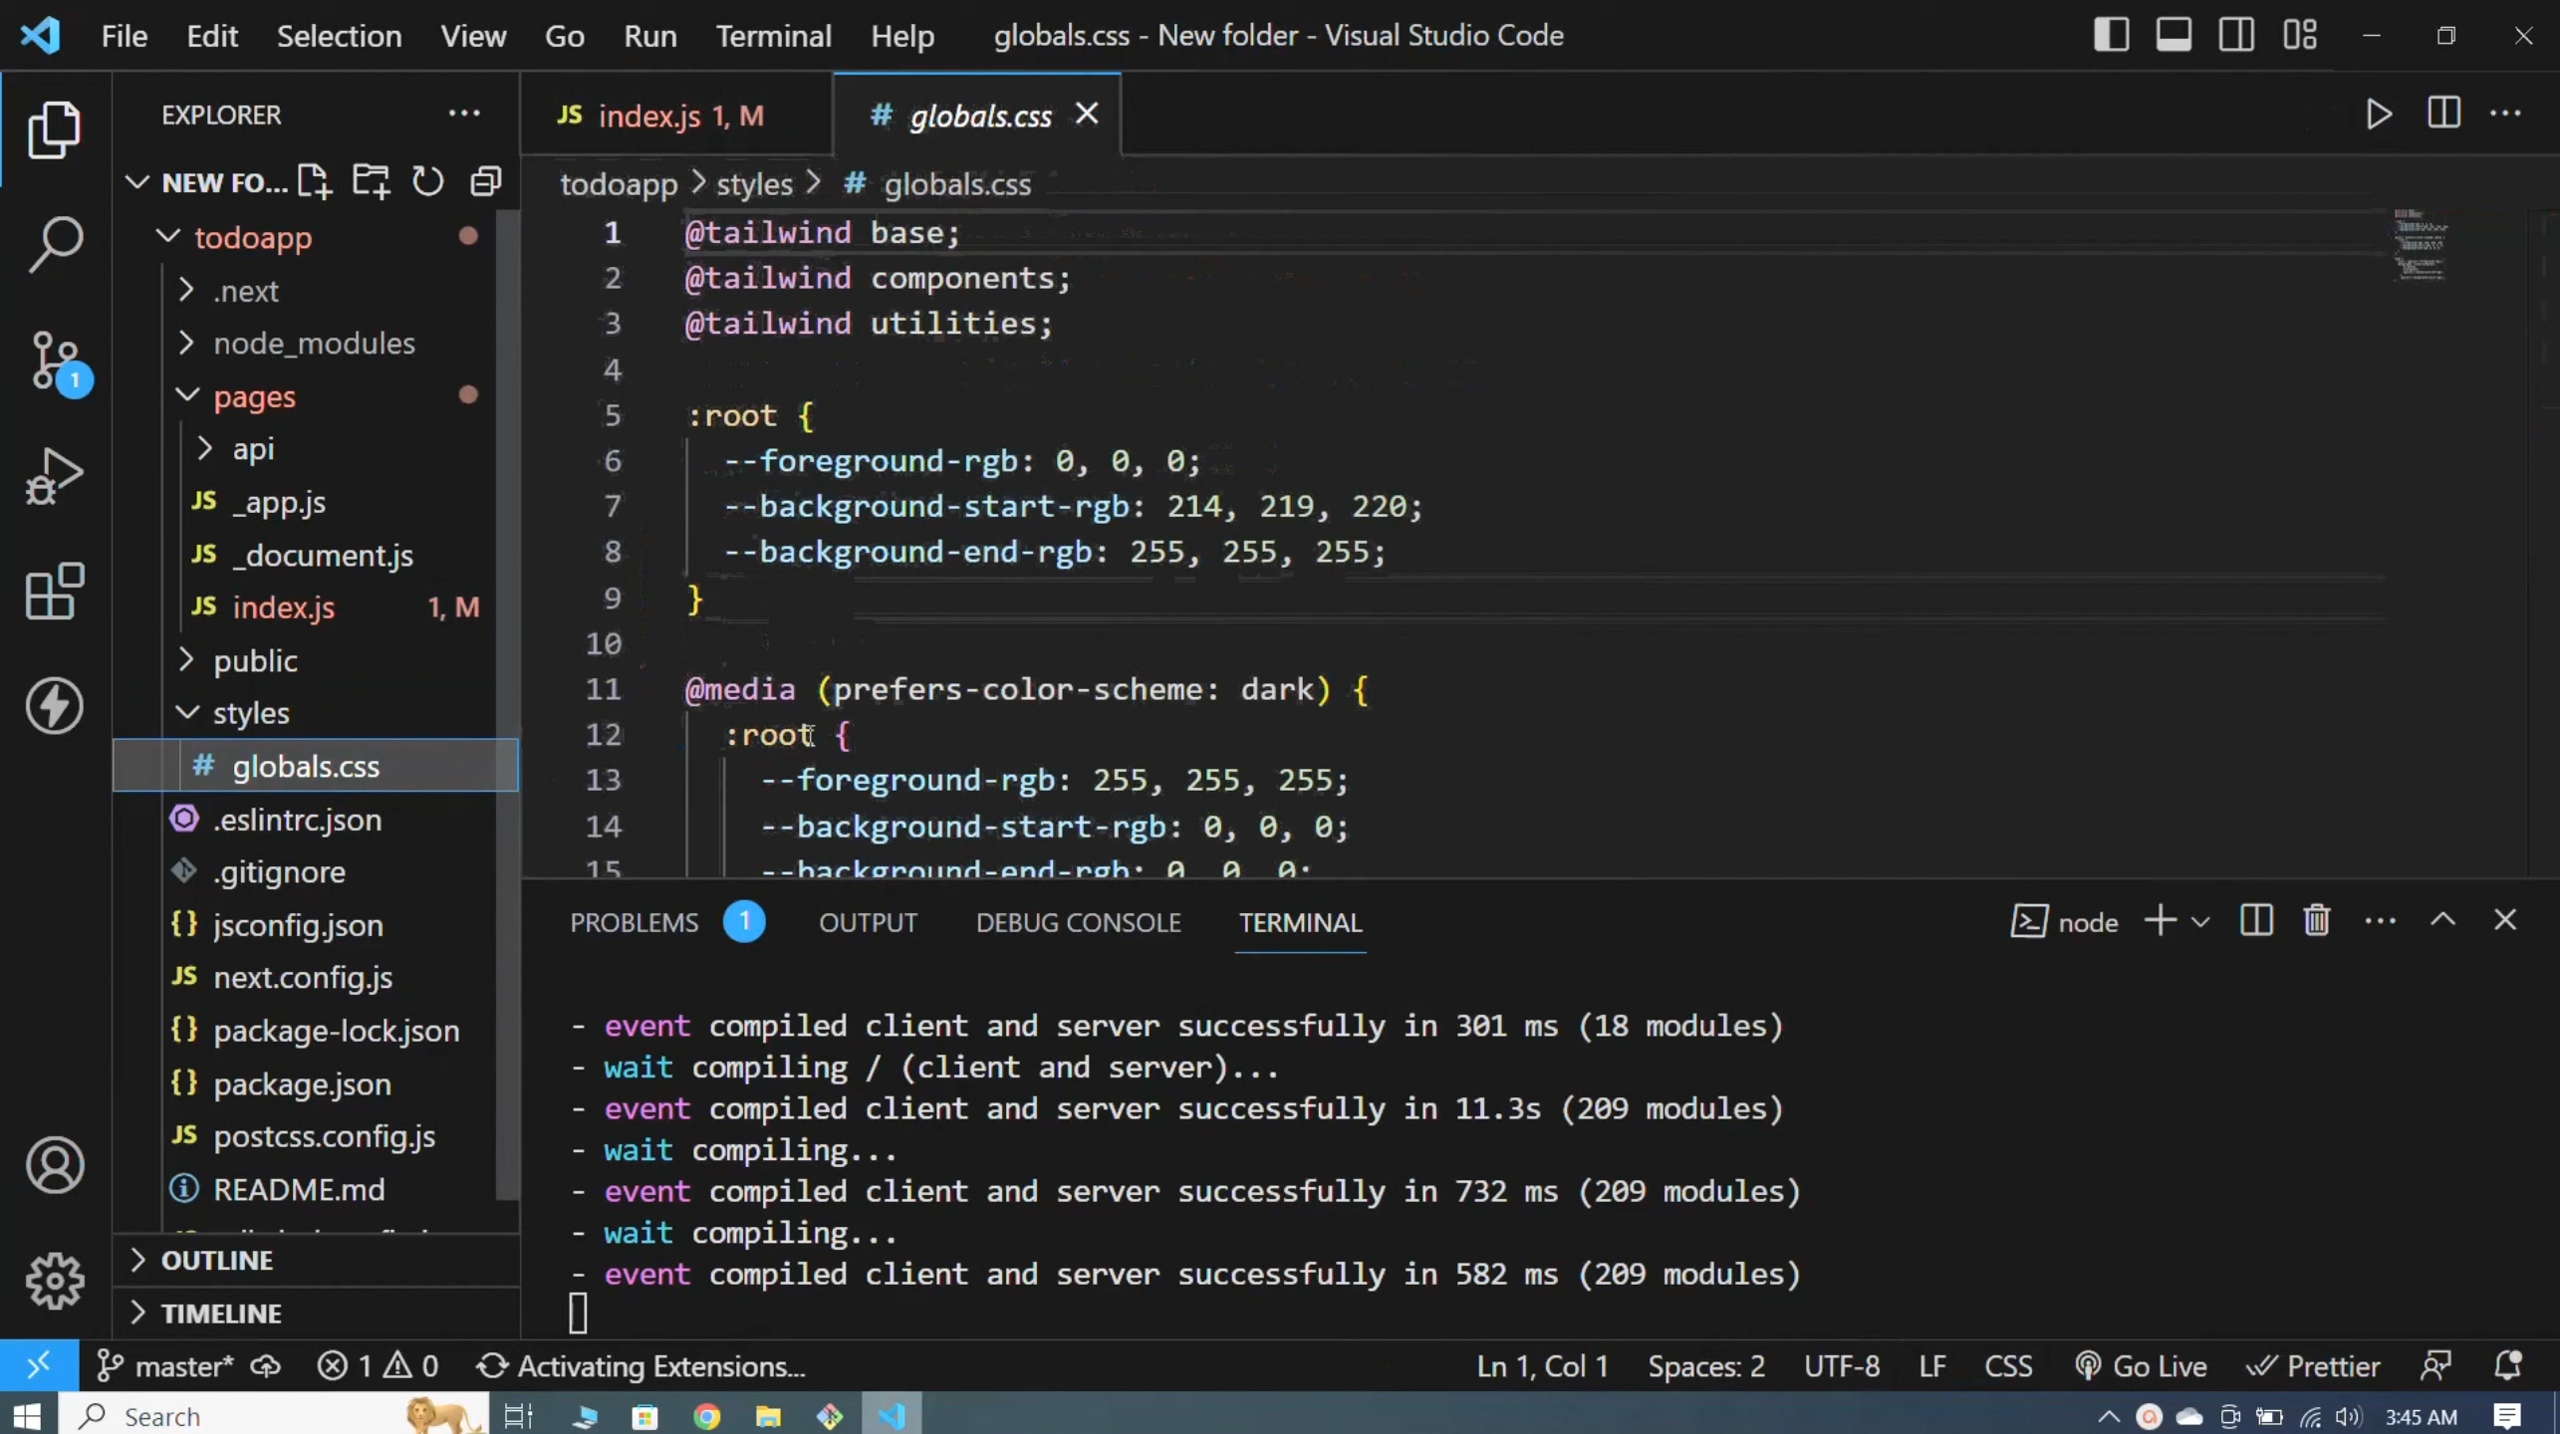 File Edit Selection View Go Run Terminal Help globals.css - New folder - Visual Studio Code
EXPLORER
NEW FO...
todoapp
.next
node_modules
pages
api
_app.js
_document.js
index.js 1, M
public
styles
globals.css
.eslintrc.json
.gitignore
jsconfig.json
next.config.js
package-lock.json
package.json
postcss.config.js
README.md
OUTLINE
TIMELINE
index.js 1, M
globals.css
todoapp > styles > # globals.css
1 @tailwind base;
2 @tailwind components;
3 @tailwind utilities;
4
5 :root {
6 --foreground-rgb: 0, 0, 0;
7 --background-start-rgb: 214, 219, 220;
8 --background-end-rgb: 255, 255, 255;
9 }
10
11 @media (prefers-color-scheme: dark) {
12 :root {
13 --foreground-rgb: 255, 255, 255;
14 --background-start-rgb: 0, 0, 0;
15 --background-end-rgb: 0, 0, 0;
PROBLEMS 1 OUTPUT DEBUG CONSOLE TERMINAL node
- event compiled client and server successfully in 301 ms (18 modules)
- wait compiling / (client and server)...
- event compiled client and server successfully in 11.3s (209 modules)
- wait compiling...
- event compiled client and server successfully in 732 ms (209 modules)
- wait compiling...
- event compiled client and server successfully in 582 ms (209 modules)
master* 1 0 Activating Extensions... Ln 1, Col 1 Spaces: 2 UTF-8 LF CSS Go Live Prettier
Search 3:45 AM